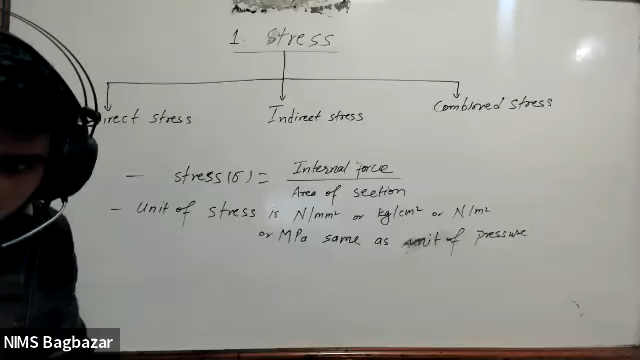 1. Stress
irect stress
Indirect stress
Combined stress
- stress(σ) = Internal force
Area of section
- Unit of stress is N/mm² or kg/cm² or N/m²
or MPa same as unit of pressure
NIMS Bagbazar